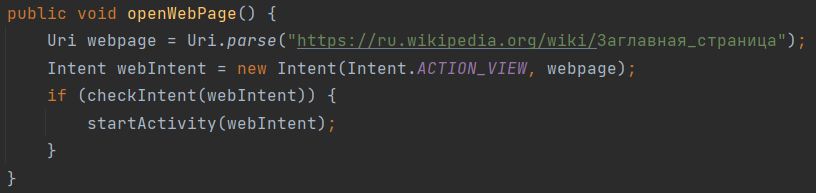 public void openWebPage() {
    Uri webpage = Uri.parse("https://ru.wikipedia.org/wiki/Заглавная_страница");
    Intent webIntent = new Intent(Intent.ACTION_VIEW, webpage);
    if (checkIntent(webIntent)) {
        startActivity(webIntent);
    }
}